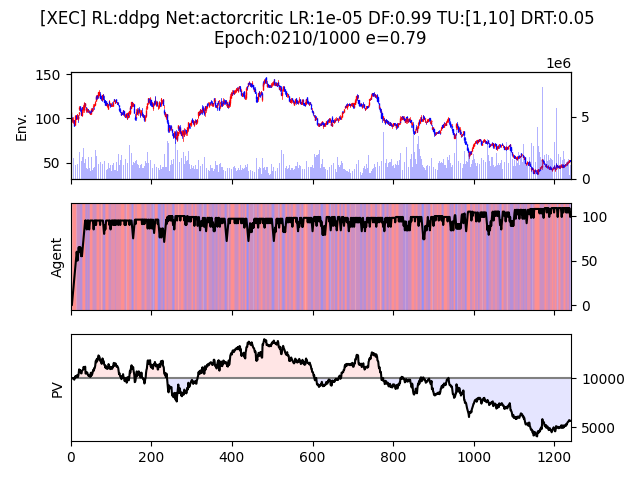 [XEC] RL:ddpg Net:actorcritic LR:1e-05 DF:0.99 TU:[1,10] DRT:0.05
Epoch:0210/1000 e=0.79
1e6
150
100
50
Env.
5
0
Agent
100
50
0
PV
10000
5000
0 200 400 600 800 1000 1200